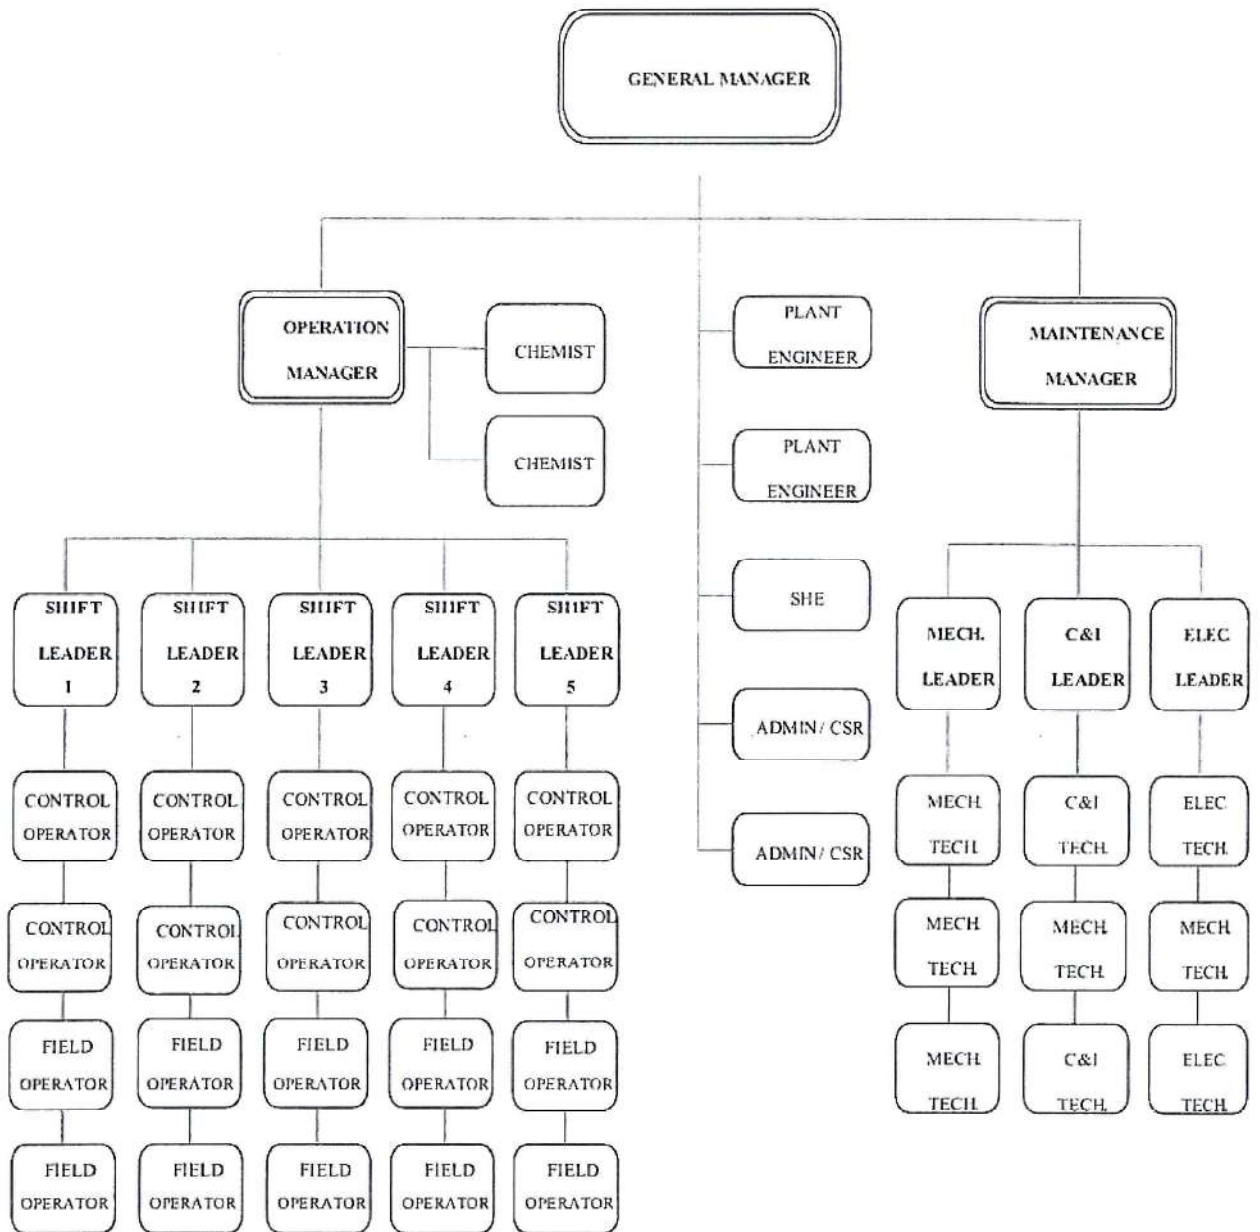 GENERAL MANAGER
OPERATION
MANAGER
CHEMIST
CHEMIST
PLANT
ENGINEER
PLANT
ENGINEER
SHE
ADMIN / CSR
ADMIN / CSR
MAINTENANCE
MANAGER
SHIFT
LEADER
1
SHIFT
LEADER
2
SHIFT
LEADER
3
SHIFT
LEADER
4
SHIFT
LEADER
5
CONTROL
OPERATOR
CONTROL
OPERATOR
CONTROL
OPERATOR
CONTROL
OPERATOR
CONTROL
OPERATOR
CONTROL
OPERATOR
CONTROL
OPERATOR
CONTROL
OPERATOR
CONTROL
OPERATOR
CONTROL
OPERATOR
FIELD
OPERATOR
FIELD
OPERATOR
FIELD
OPERATOR
FIELD
OPERATOR
FIELD
OPERATOR
FIELD
OPERATOR
FIELD
OPERATOR
FIELD
OPERATOR
FIELD
OPERATOR
FIELD
OPERATOR
MECH.
LEADER
C&I
LEADER
ELEC.
LEADER
MECH.
TECH.
C&I
TECH.
ELEC.
TECH.
MECH.
TECH.
MECH.
TECH.
MECH.
TECH.
MECH.
TECH.
C&I
TECH.
ELEC.
TECH.